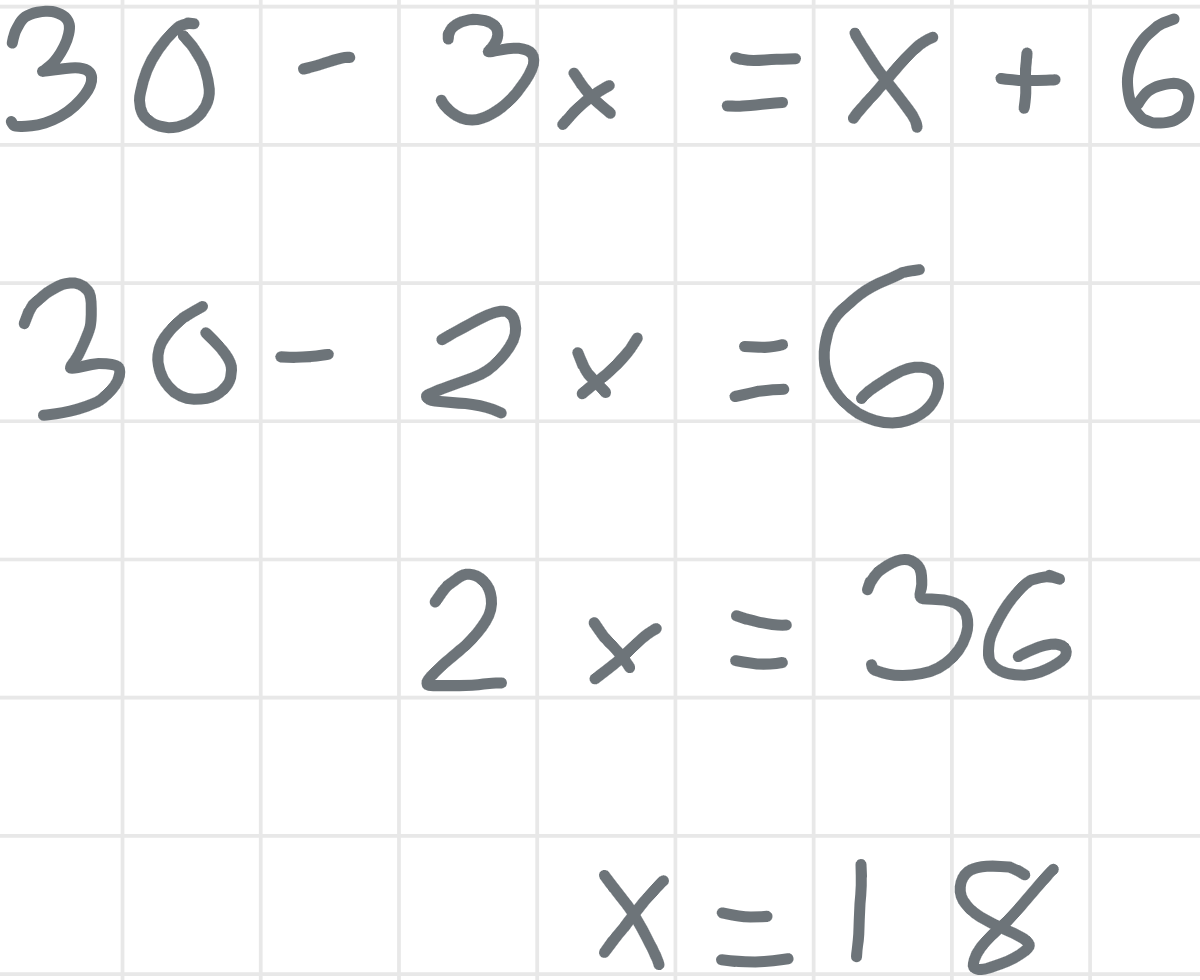 30 - 3x = x + 6
30 - 2x = 6
2x = 36
x = 18